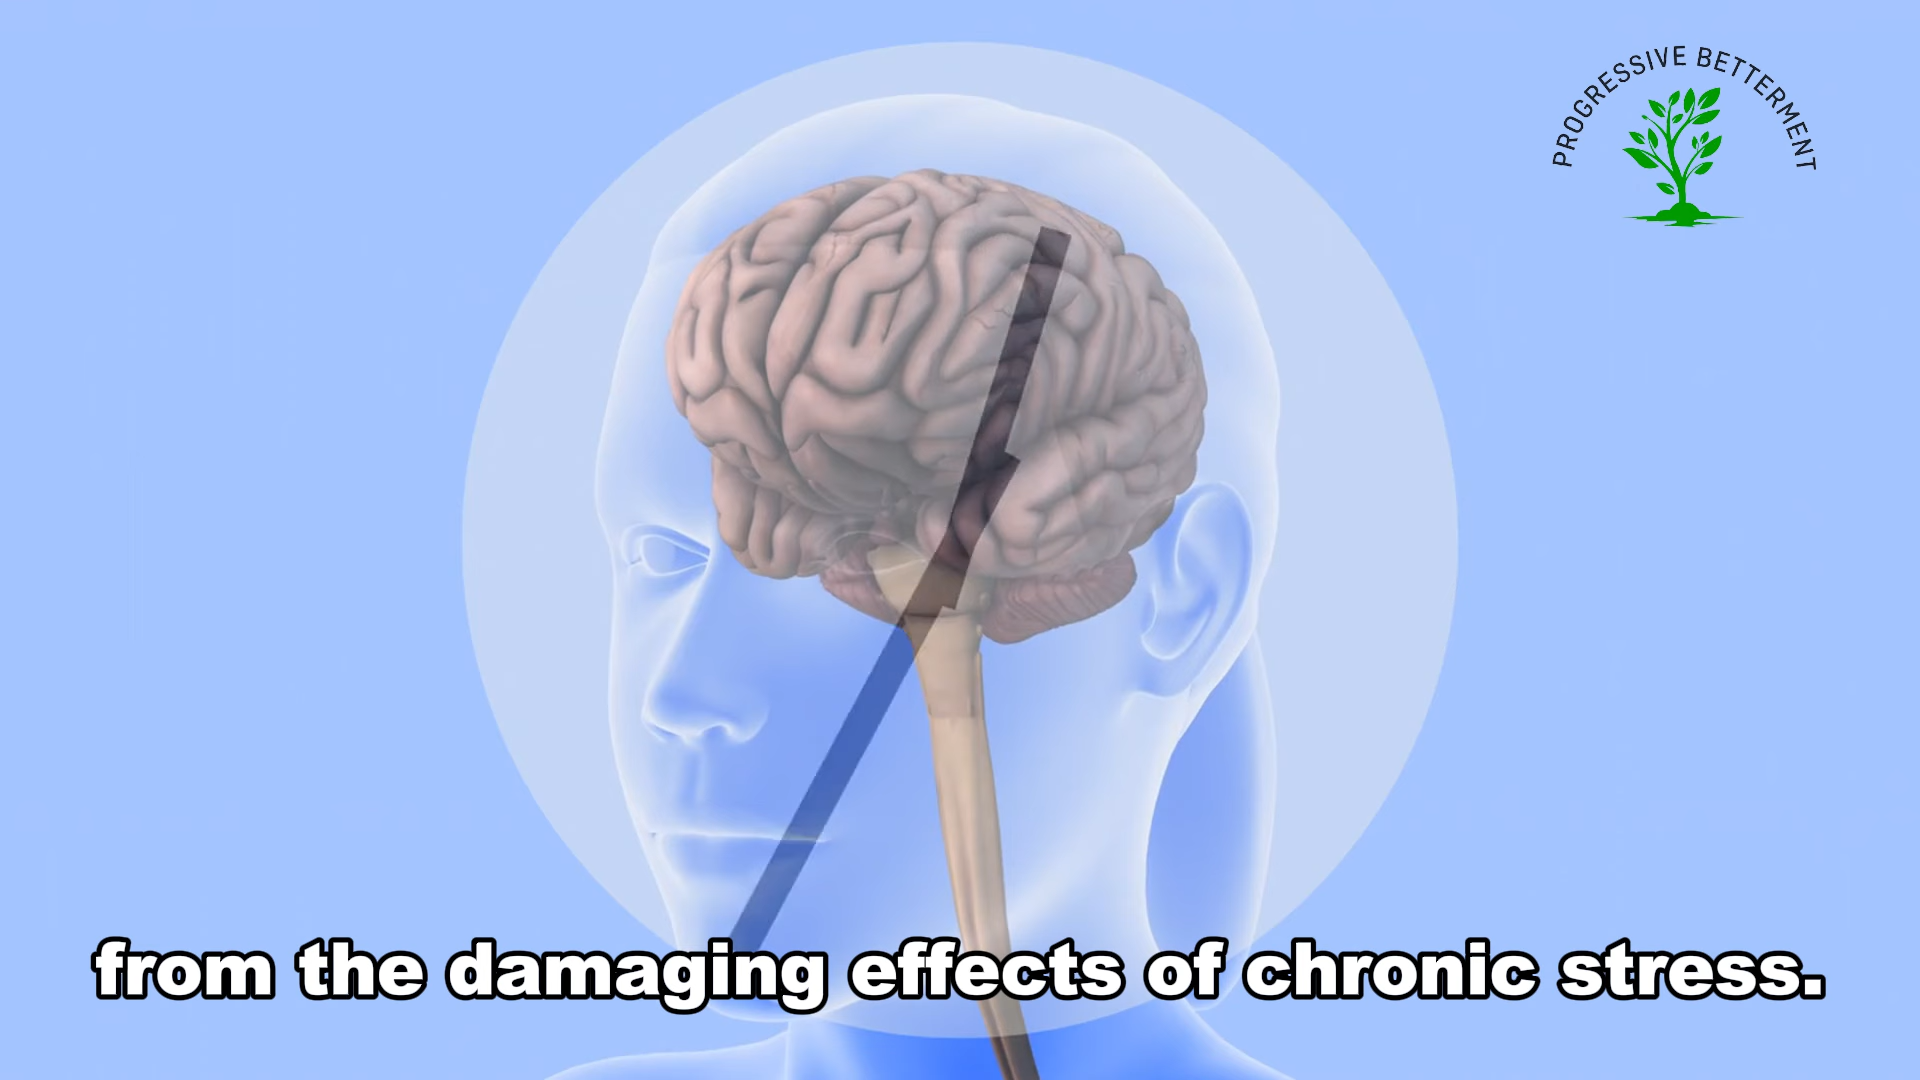 PROGRESSIVE BETTERMENT
from the damaging effects of chronic stress.